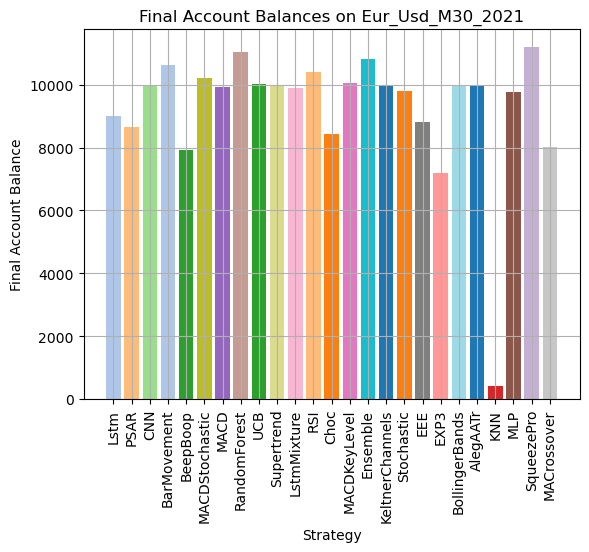 Final Account Balances on Eur_Usd_M30_2021
Final Account Balance
10000
8000
6000
4000
2000
0
Lstm
PSAR
CNN
BarMovement
BeepBoop
MACDStochastic
MACD
RandomForest
UCB
Supertrend
LstmMixture
RSI
Choc
MACDKeyLevel
Ensemble
KeltnerChannels
Stochastic
EEE
EXP3
BollingerBands
AlegAATr
KNN
MLP
SqueezePro
MACrossover
Strategy